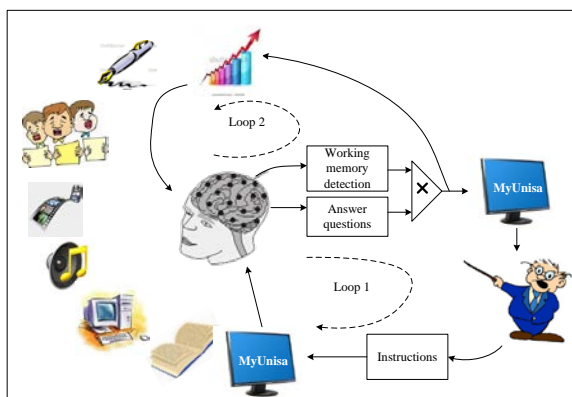 Loop 2
Working
memory
detection
MyUnisa
Answer
questions
Loop 1
MyUnisa
Instructions